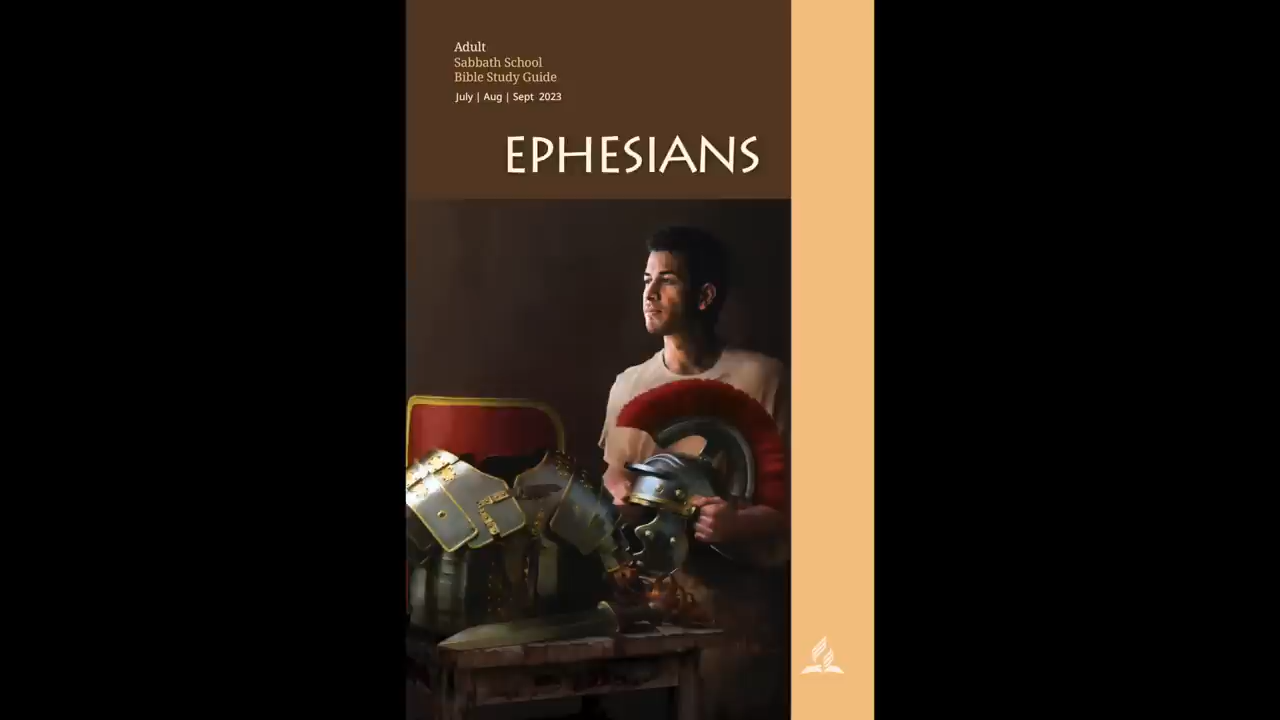 Adult
Sabbath School
Bible Study Guide
July | Aug | Sept 2023
EPHESIANS